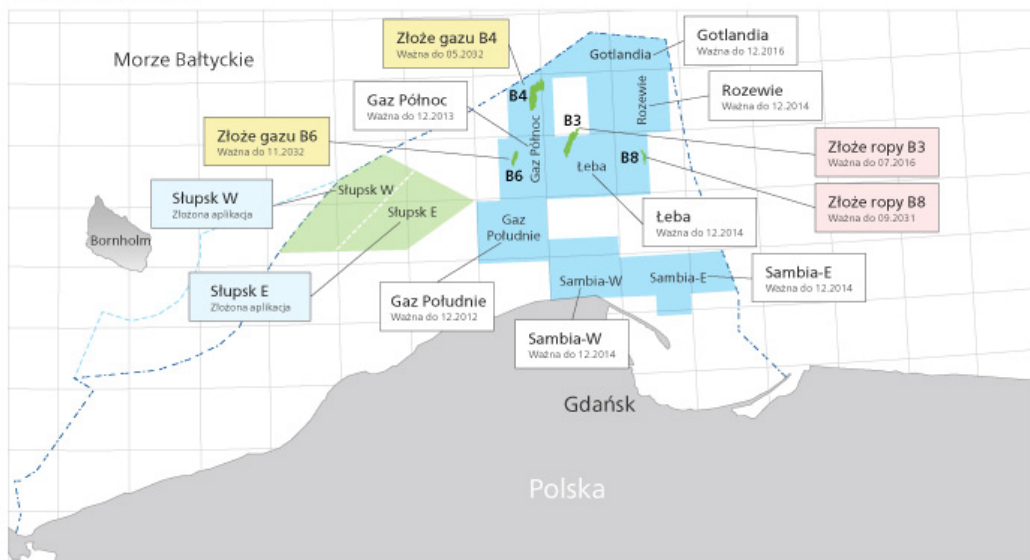 Morze Bałtyckie
Złoże gazu B4
Ważna do 05.2032
Gotlandia
Ważna do 12.2016
Gotlandia
Gaz Północ
Ważna do 12.2013
B4
Rozewie
Ważna do 12.2014
Rozewie
Złoże gazu B6
Ważna do 11.2032
B3
Gaz Północ
Złoże ropy B3
Ważna do 07.2016
B6
Łeba
B8
Słupsk W
Złożona aplikacja
Słupsk W
Słupsk E
Złoże ropy B8
Ważna do 09.2031
Bornholm
Gaz
Południe
Łeba
Ważna do 12.2014
Słupsk E
Złożona aplikacja
Gaz Południe
Ważna do 12.2012
Sambia-W
Sambia-E
Sambia-E
Ważna do 12.2014
Sambia-W
Ważna do 12.2014
Gdańsk
Polska